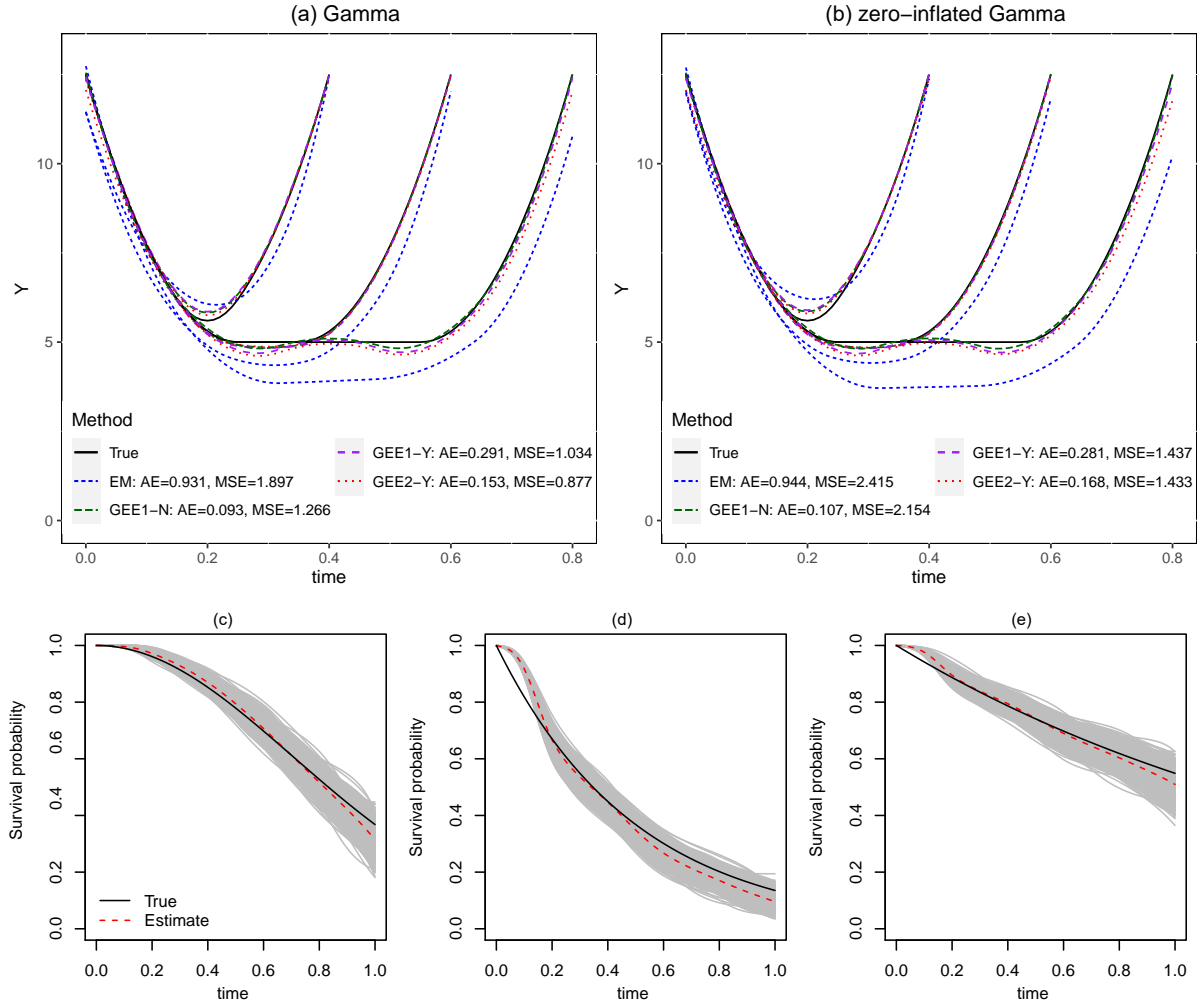 (a) Gamma
Y
10
5
0
Method
True
EM: AE=0.931, MSE=1.897
GEE1−N: AE=0.093, MSE=1.266
GEE1−Y: AE=0.291, MSE=1.034
GEE2−Y: AE=0.153, MSE=0.877
0.0 0.2 0.4 0.6 0.8
time
(b) zero−inflated Gamma
Y
10
5
0
Method
True
EM: AE=0.944, MSE=2.415
GEE1−N: AE=0.107, MSE=2.154
GEE1−Y: AE=0.281, MSE=1.437
GEE2−Y: AE=0.168, MSE=1.433
0.0 0.2 0.4 0.6 0.8
time
(c)
Survival probability
1.0
0.8
0.6
0.4
0.2
0.0
True
Estimate
0.0 0.2 0.4 0.6 0.8 1.0
time
(d)
Survival probability
1.0
0.8
0.6
0.4
0.2
0.0
0.0 0.2 0.4 0.6 0.8 1.0
time
(e)
Survival probability
1.0
0.8
0.6
0.4
0.2
0.0
0.0 0.2 0.4 0.6 0.8 1.0
time